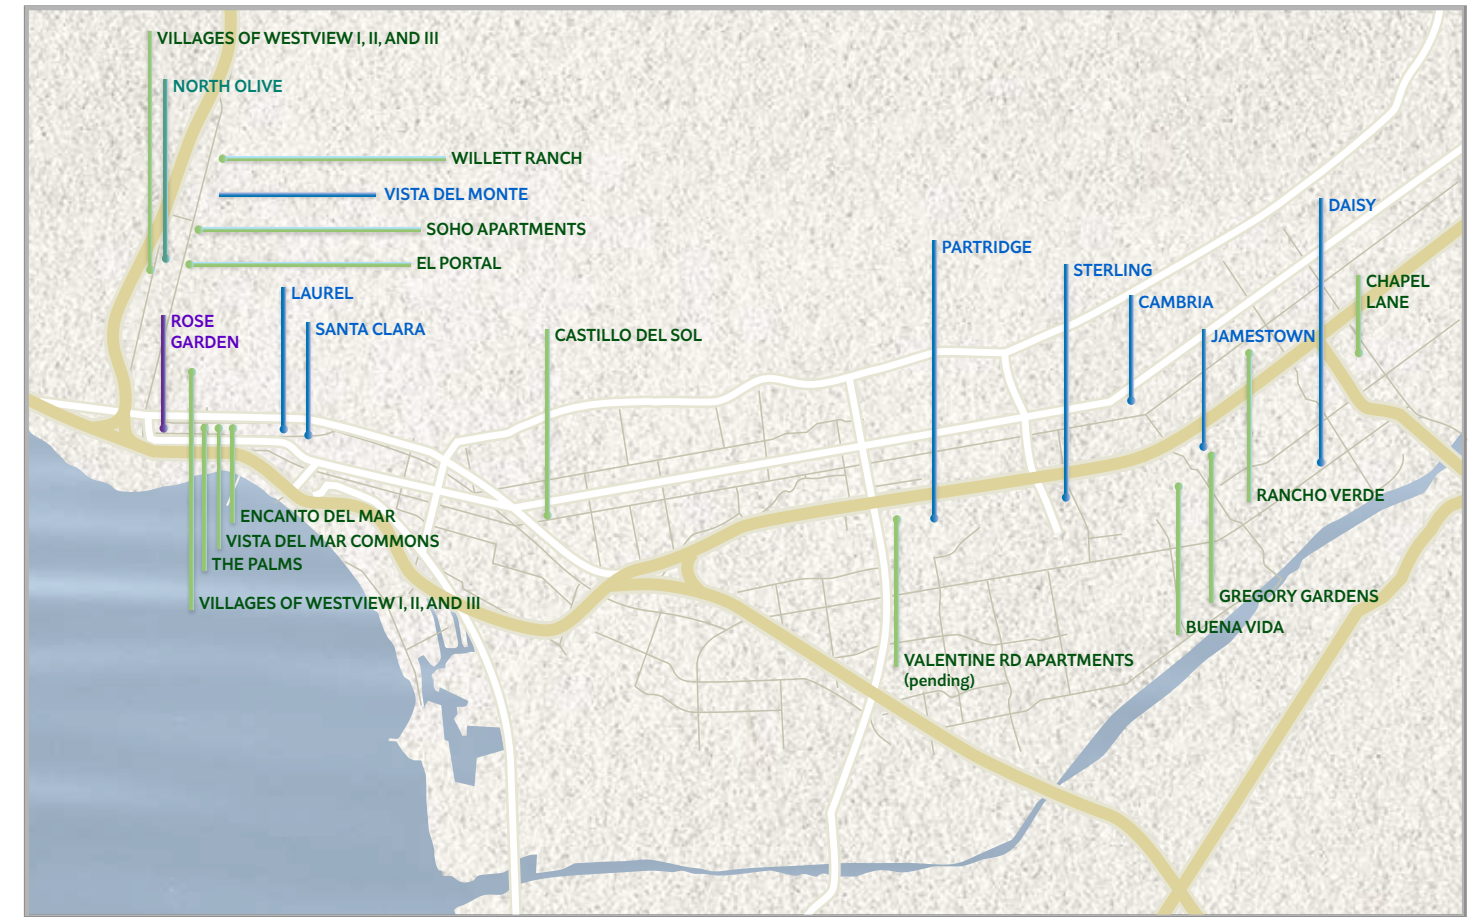 VILLAGES OF WESTVIEW I, II, AND III
NORTH OLIVE
WILLETT RANCH
VISTA DEL MONTE
DAISY
SOHO APARTMENTS
PARTRIDGE
EL PORTAL
STERLING
CHAPEL
LANE
LAUREL
CAMBRIA
ROSE
GARDEN
SANTA CLARA
CASTILLO DEL SOL
JAMESTOWN
RANCHO VERDE
ENCANTO DEL MAR
VISTA DEL MAR COMMONS
THE PALMS
GREGORY GARDENS
VILLAGES OF WESTVIEW I, II, AND III
BUENA VIDA
VALENTINE RD APARTMENTS
(pending)